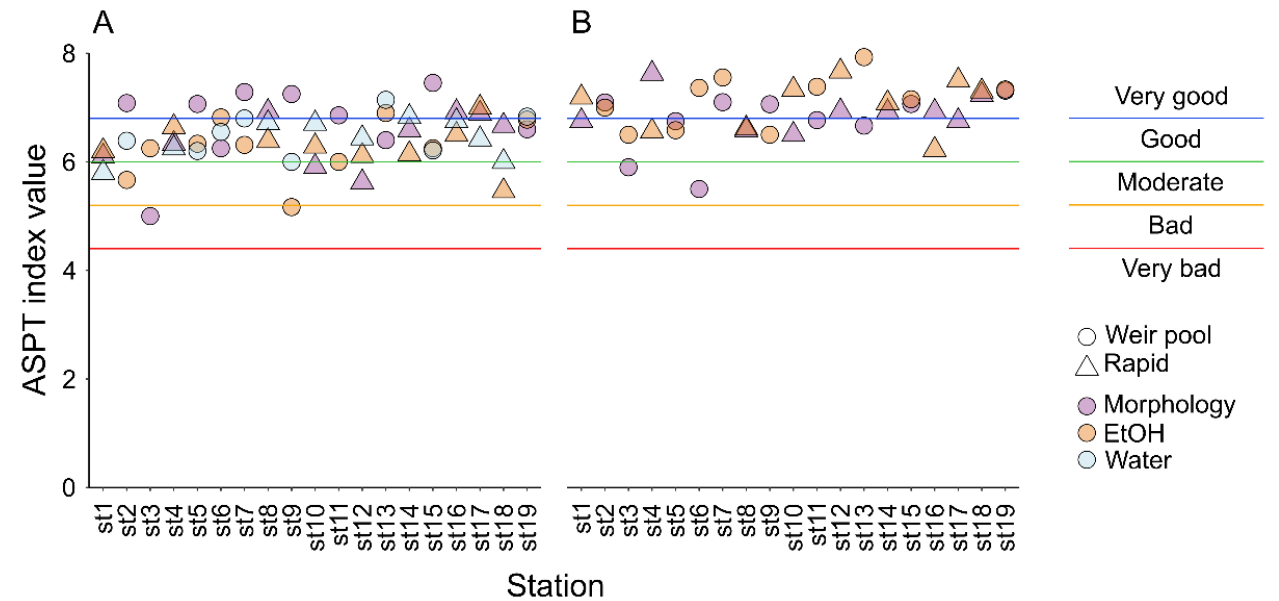 A
B
ASPT index value
8
6
4
2
0
st1
st2
st3
st4
st5
st6
st7
st8
st9
st10
st11
st12
st13
st14
st15
st16
st17
st18
st19
st1
st2
st3
st4
st5
st6
st7
st8
st9
st10
st11
st12
st13
st14
st15
st16
st17
st18
st19
Station
Very good
Good
Moderate
Bad
Very bad
Weir pool
Rapid
Morphology
EtOH
Water